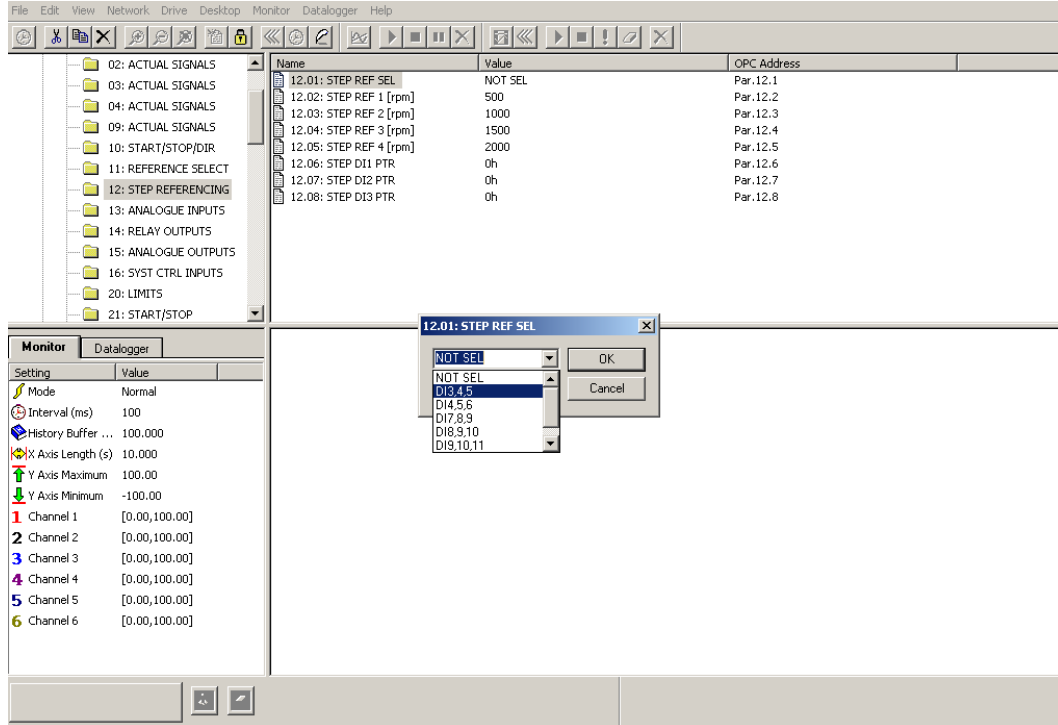 File Edit View Network Drive Desktop Monitor Datalogger Help
02: ACTUAL SIGNALS
03: ACTUAL SIGNALS
04: ACTUAL SIGNALS
09: ACTUAL SIGNALS
10: START/STOP/DIR
11: REFERENCE SELECT
12: STEP REFERENCING
13: ANALOGUE INPUTS
14: RELAY OUTPUTS
15: ANALOGUE OUTPUTS
16: SYST CTRL INPUTS
20: LIMITS
21: START/STOP
Name Value OPC Address
12.01: STEP REF SEL NOT SEL Par.12.1
12.02: STEP REF 1 [rpm] 500 Par.12.2
12.03: STEP REF 2 [rpm] 1000 Par.12.3
12.04: STEP REF 3 [rpm] 1500 Par.12.4
12.05: STEP REF 4 [rpm] 2000 Par.12.5
12.06: STEP DI1 PTR 0h Par.12.6
12.07: STEP DI2 PTR 0h Par.12.7
12.08: STEP DI3 PTR 0h Par.12.8
12.01: STEP REF SEL
NOT SEL OK
NOT SEL
DI3,4,5 Cancel
DI4,5,6
DI7,8,9
DI8,9,10
DI9,10,11
Monitor Datalogger
Setting Value
Mode Normal
Interval (ms) 100
History Buffer ... 100.000
X Axis Length (s) 10.000
Y Axis Maximum 100.00
Y Axis Minimum -100.00
1 Channel 1 [0.00,100.00]
2 Channel 2 [0.00,100.00]
3 Channel 3 [0.00,100.00]
4 Channel 4 [0.00,100.00]
5 Channel 5 [0.00,100.00]
6 Channel 6 [0.00,100.00]